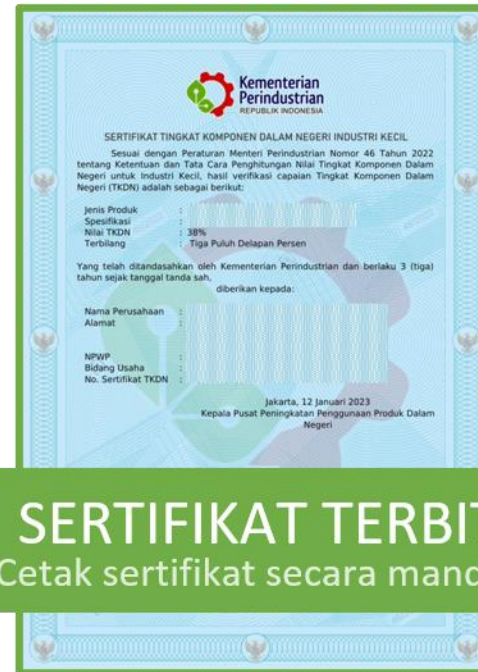 Kementerian
Perindustrian
REPUBLIK INDONESIA
SERTIFIKAT TINGKAT KOMPONEN DALAM NEGERI INDUSTRI KECIL
Sesuai dengan Peraturan Menteri Perindustrian Nomor 46 Tahun 2022
tentang Ketentuan dan Tata Cara Penghitungan Nilai Tingkat Komponen Dalam
Negeri untuk Industri Kecil, hasil verifikasi capaian Tingkat Komponen Dalam
Negeri (TKDN) adalah sebagai berikut:
Jenis Produk :
Spesifikasi :
Nilai TKDN : 38%
Terbilang : Tiga Puluh Delapan Persen
Yang telah ditandasahkan oleh Kementerian Perindustrian dan berlaku 3 (tiga)
tahun sejak tanggal tanda sah,
diberikan kepada:
Nama Perusahaan :
Alamat :
NPWP :
Bidang Usaha :
No. Sertifikat TKDN :
Jakarta, 12 Januari 2023
Kepala Pusat Peningkatan Penggunaan Produk Dalam
Negeri
SERTIFIKAT TERBIT
Cetak sertifikat secara mand